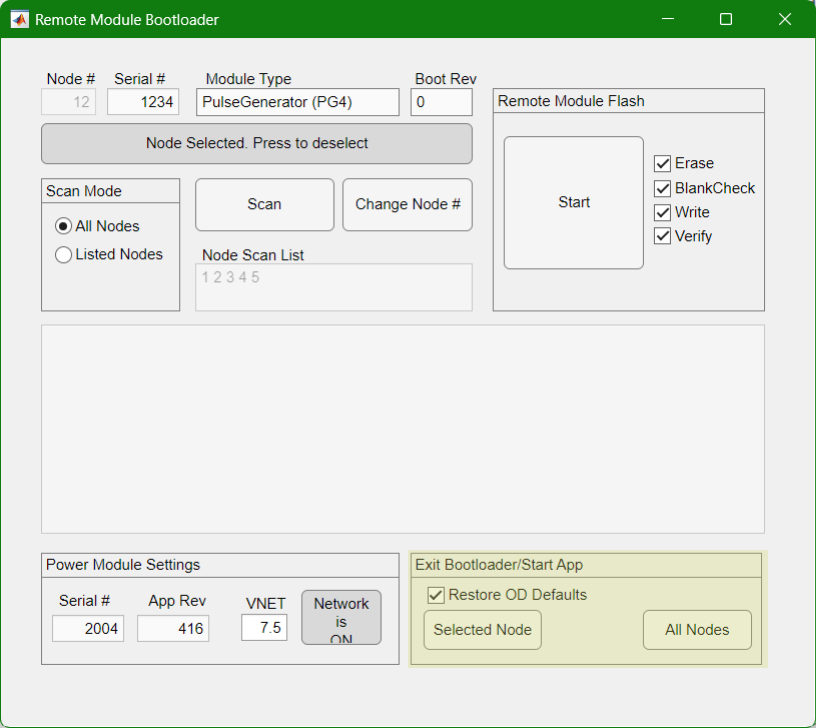 Remote Module Bootloader
Node # Serial # Module Type Boot Rev
12 1234 PulseGenerator (PG4) 0
Node Selected. Press to deselect
Remote Module Flash
Start
Erase
BlankCheck
Write
Verify
Scan Mode
All Nodes
Listed Nodes
Scan
Change Node #
Node Scan List
1 2 3 4 5
Power Module Settings
Serial # App Rev VNET
2004 416 7.5
Network
is
ON
Exit Bootloader/Start App
Restore OD Defaults
Selected Node
All Nodes